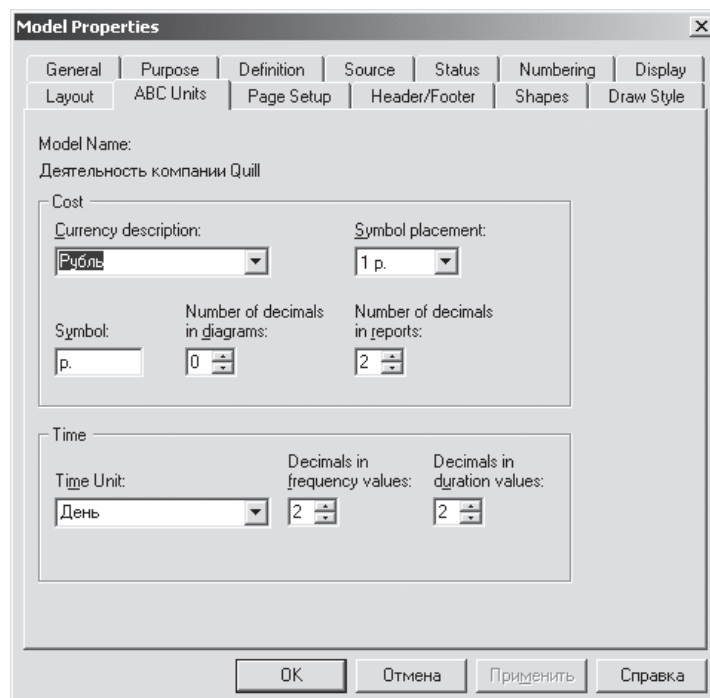 Model Properties
General Purpose Definition Source Status Numbering Display
Layout ABC Units Page Setup Header/Footer Shapes Draw Style
Model Name:
Деятельность компании Quill
Cost
Currency description: Symbol placement:
Рубль 1 р.
Number of decimals Number of decimals
Symbol: in diagrams: in reports:
р. 0 2
Time
Decimals in Decimals in
Time Unit: frequency values: duration values:
День 2 2
OK Отмена Применить Справка